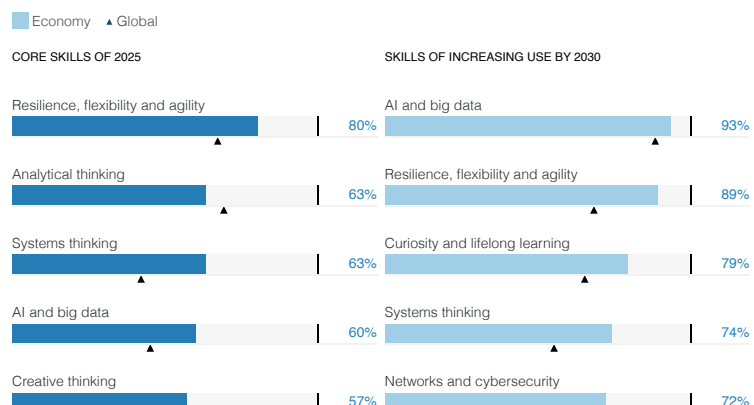 Economy ▲ Global
CORE SKILLS OF 2025
Resilience, flexibility and agility
80%
Analytical thinking
63%
Systems thinking
63%
AI and big data
60%
Creative thinking
57%
SKILLS OF INCREASING USE BY 2030
AI and big data
93%
Resilience, flexibility and agility
89%
Curiosity and lifelong learning
79%
Systems thinking
74%
Networks and cybersecurity
72%